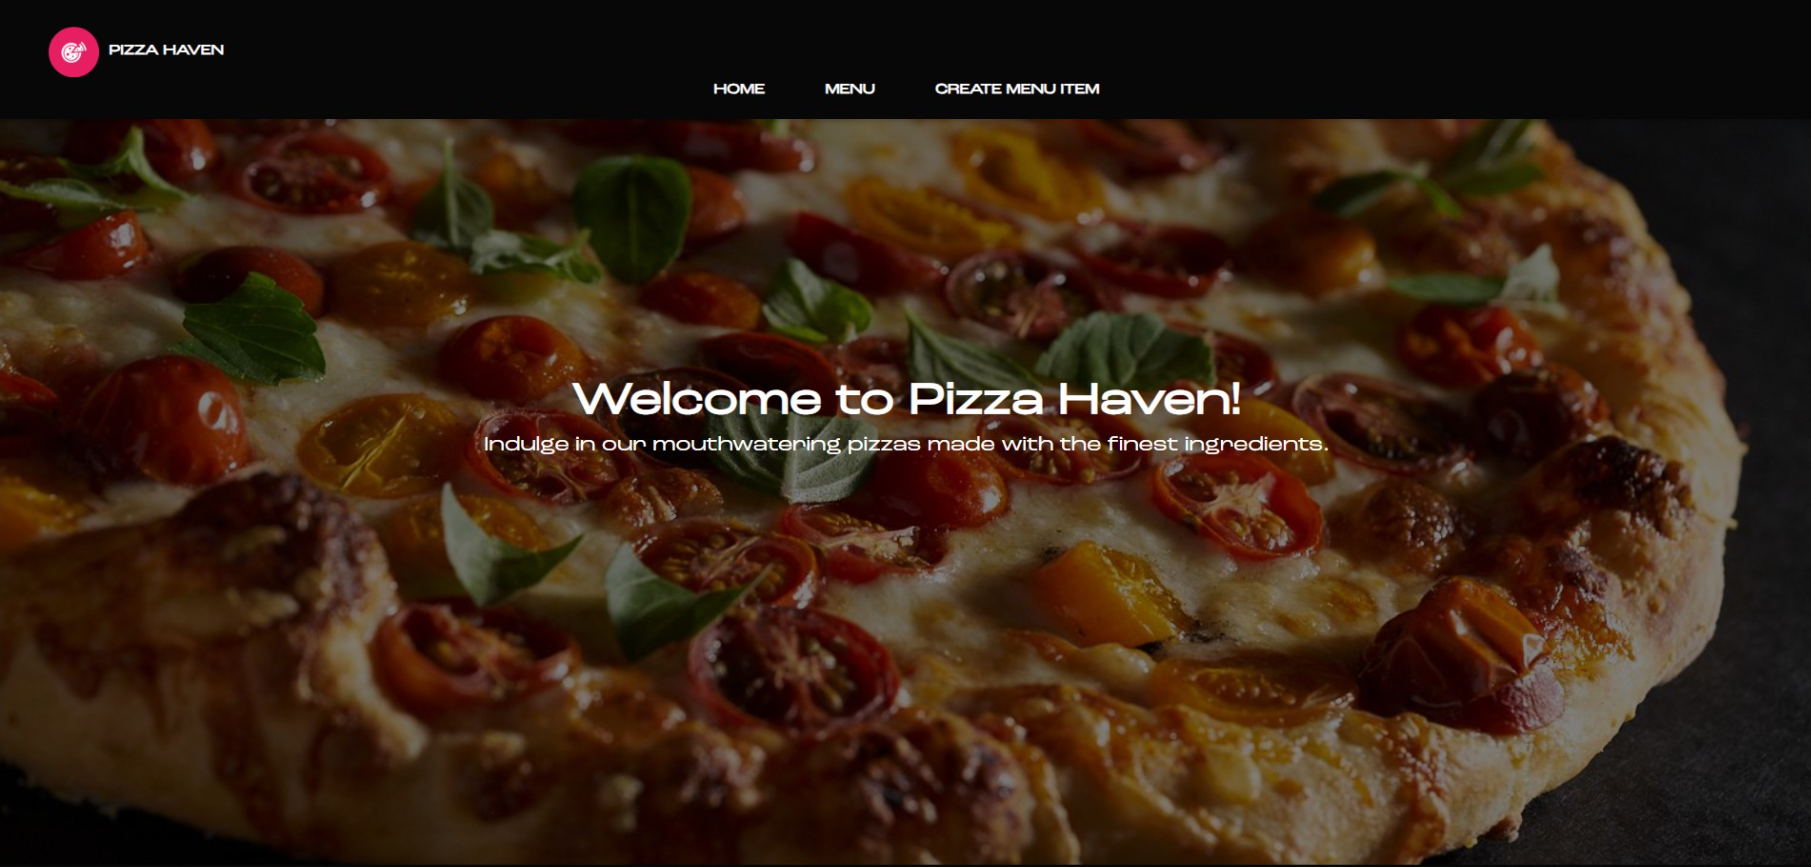 PIZZA HAVEN
HOME MENU CREATE MENU ITEM
Welcome to Pizza Haven!
Indulge in our mouthwatering pizzas made with the finest ingredients.